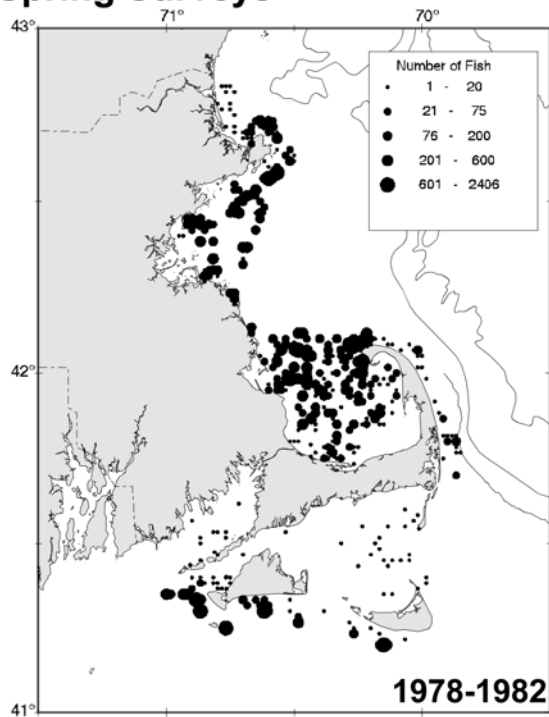 Spring Surveys
71°
70°
43°
Number of Fish
1 - 20
21 - 75
76 - 200
201 - 600
601 - 2406
42°
41°
1978-1982